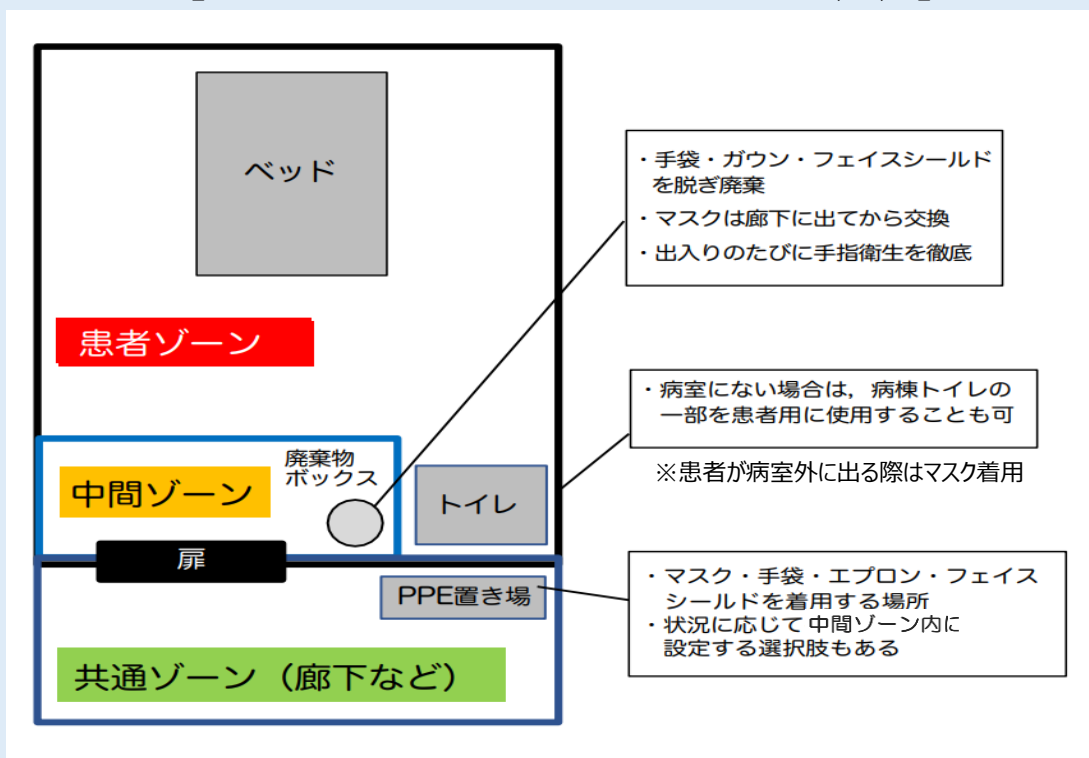 ベッド
・手袋・ガウン・フェイスシールド
を脱ぎ廃棄
・マスクは廊下に出てから交換
・出入りのたびに手指衛生を徹底
患者ゾーン
・病室にない場合は，病棟トイレの
一部を患者用に使用することも可
※患者が病室外に出る際はマスク着用
廃棄物
ボックス
中間ゾーン
トイレ
扉
PPE置き場
・マスク・手袋・エプロン・フェイス
シールドを着用する場所
・状況に応じて中間ゾーン内に
設定する選択肢もある
共通ゾーン（廊下など）